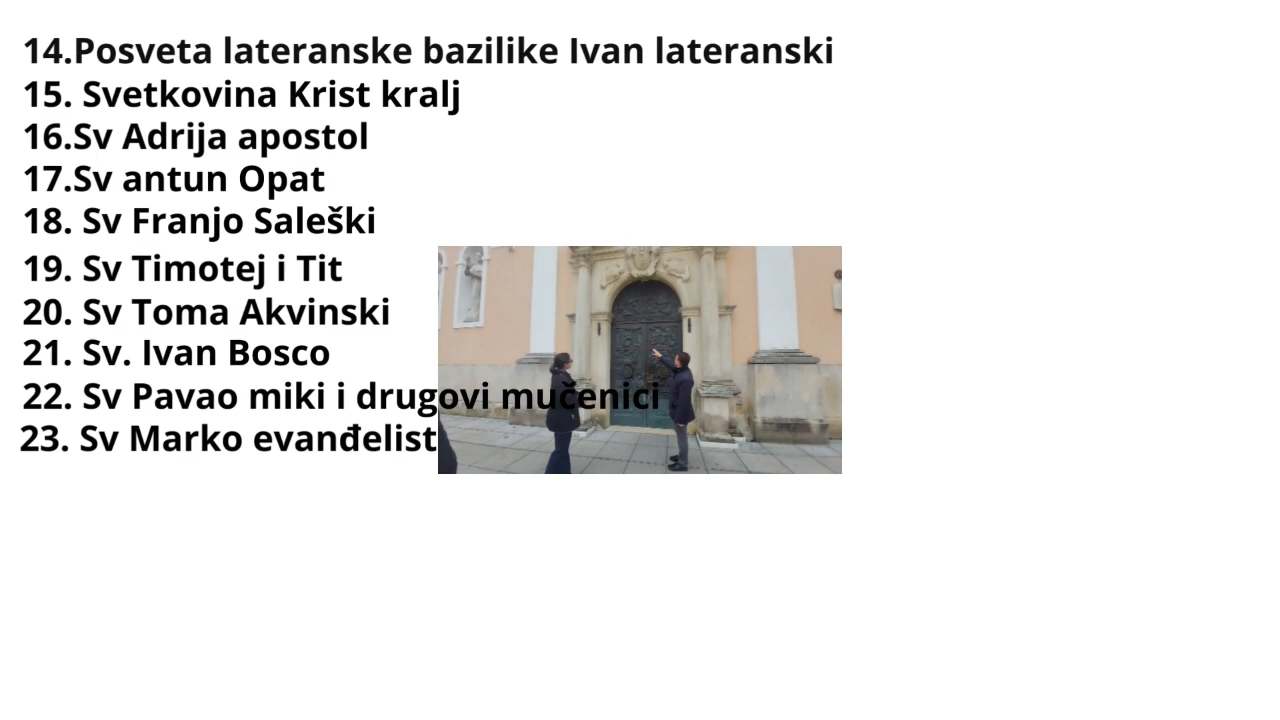 14.Posveta lateranske bazilike Ivan lateranski
15. Svetkovina Krist kralj
16.Sv Adrija apostol
17.Sv antun Opat
18. Sv Franjo Saleški
19. Sv Timotej i Tit
20. Sv Toma Akvinski
21. Sv. Ivan Bosco
22. Sv Pavao miki i drugovi mučenici
23. Sv Marko evanđelist